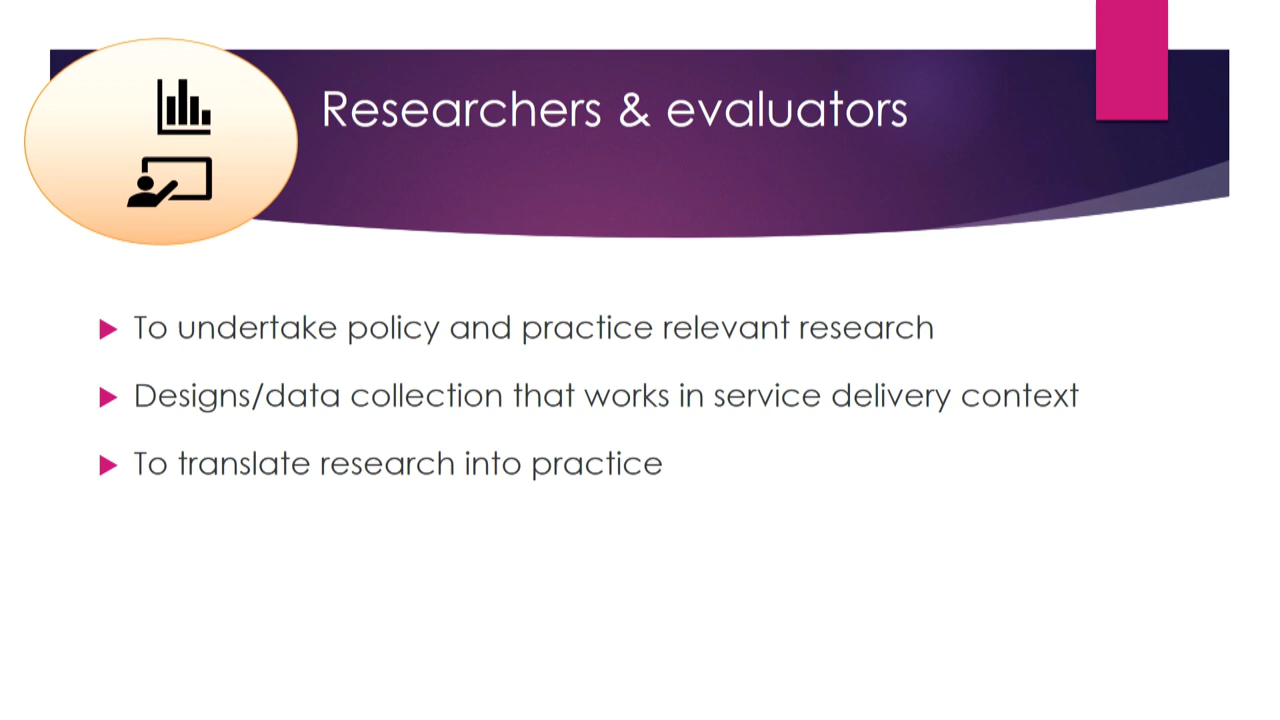 Researchers & evaluators
To undertake policy and practice relevant research
Designs/data collection that works in service delivery context
To translate research into practice